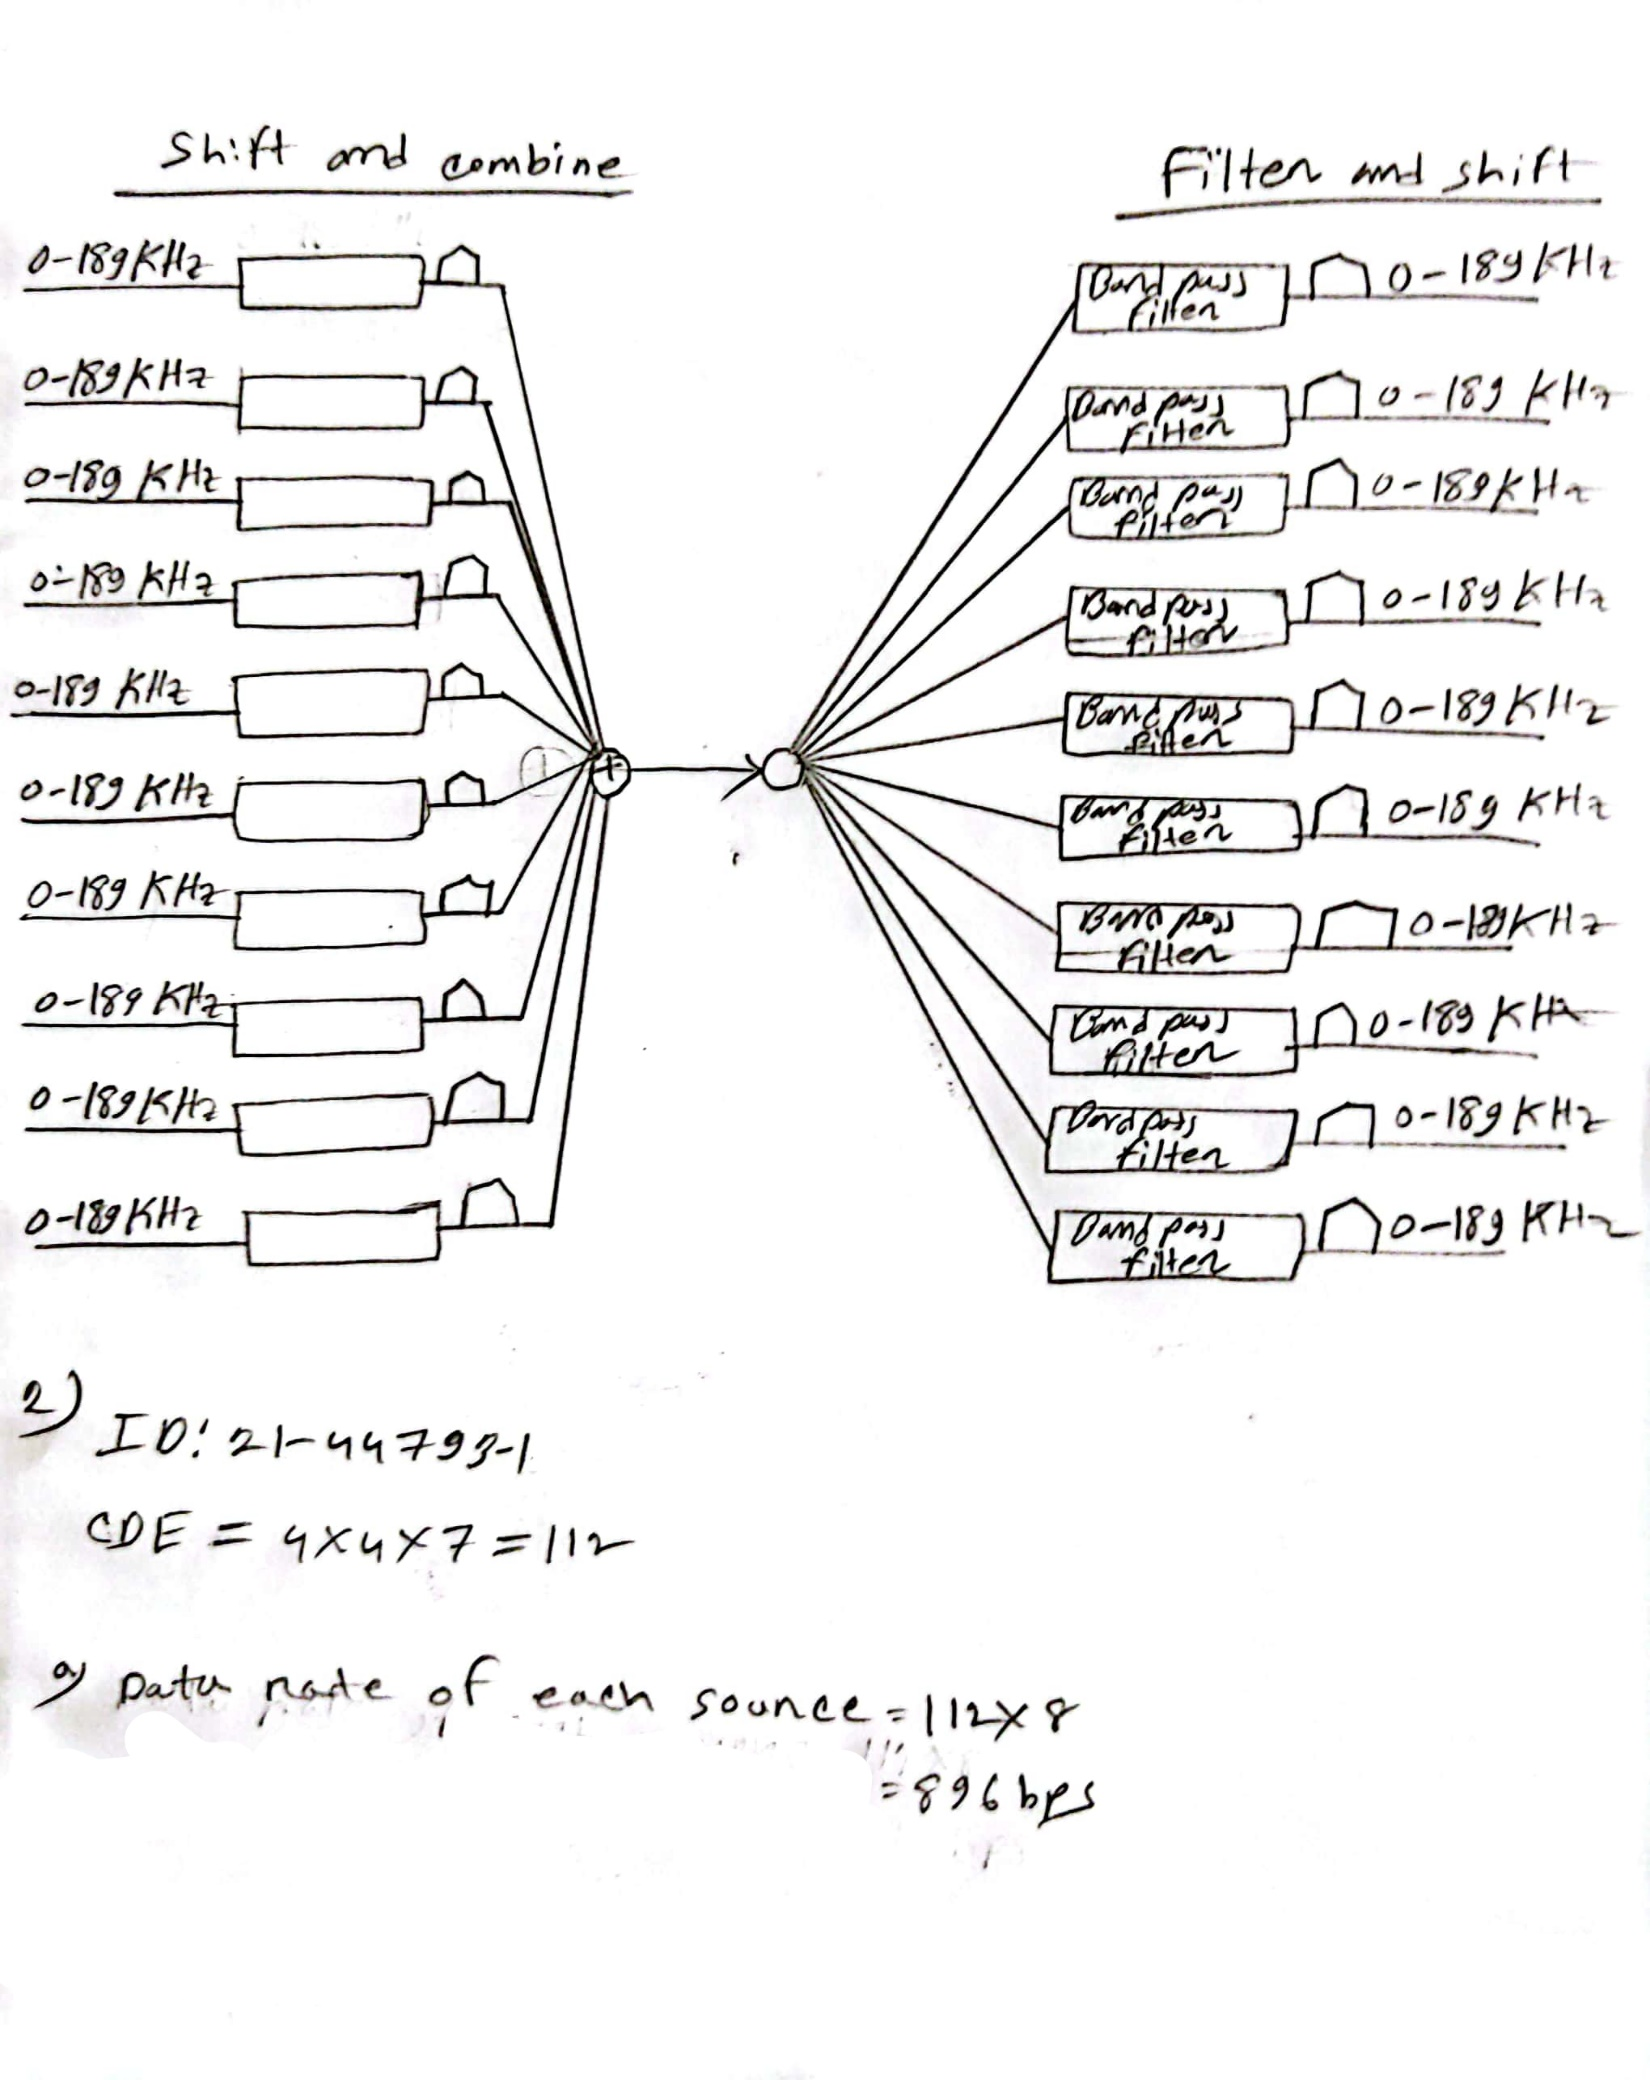 Shift and combine
Filter and shift
0-189 KHz
0-189 KHz
0-189 KHz
0-189 KHz
0-189 KHz
0-189 KHz
0-189 KHz
0-189 KHz
0-189 KHz
0-189 KHz
+
Band pass
filter
0-189 KHz
Band pass
filter
0-189 KHz
Band pass
filter
0-189 KHz
Band pass
filter
0-189 KHz
Band pass
filter
0-189 KHz
Band pass
filter
0-189 KHz
Band pass
filter
0-189 KHz
Band pass
filter
0-189 KHz
Band pass
filter
0-189 KHz
Band pass
filter
0-189 KHz
2)
ID: 21-44793-1
CDE = 4×4×7 = 112
a) Data rate of each source = 112×8
= 896 bps